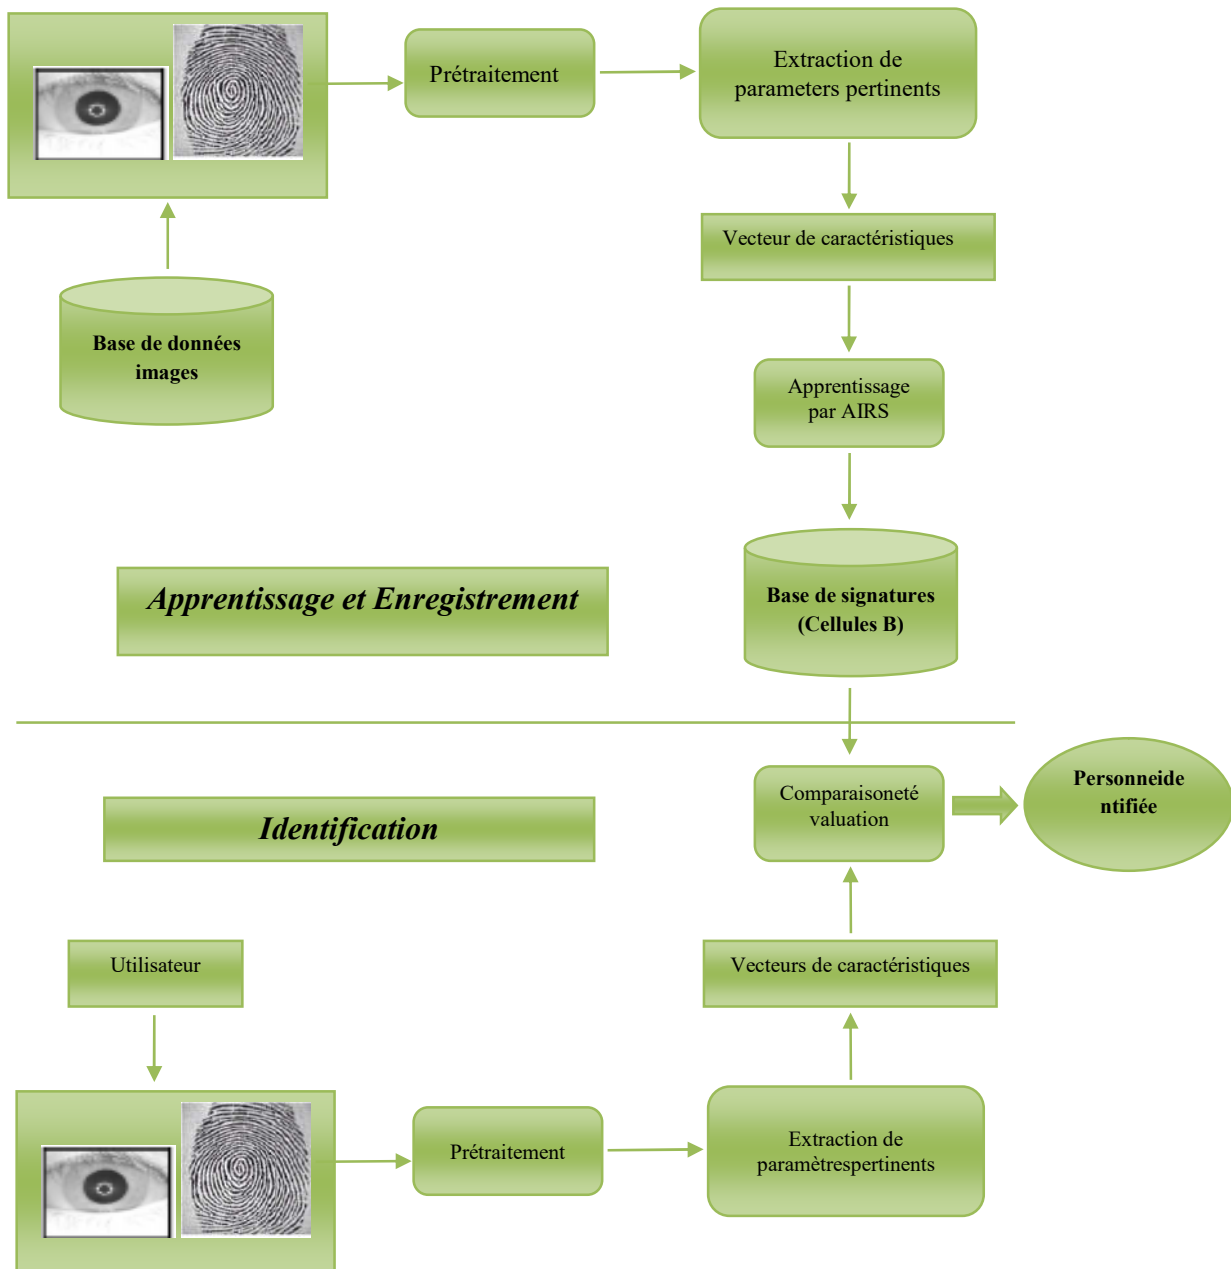 Prétraitement
Extraction de
parameters pertinents
Vecteur de caractéristiques
Base de données
images
Apprentissage
par AIRS
Apprentissage et Enregistrement
Base de signatures
(Cellules B)
Comparaisoneté
valuation
Personneide
ntifiée
Identification
Utilisateur
Vecteurs de caractéristiques
Prétraitement
Extraction de
paramètrespertinents